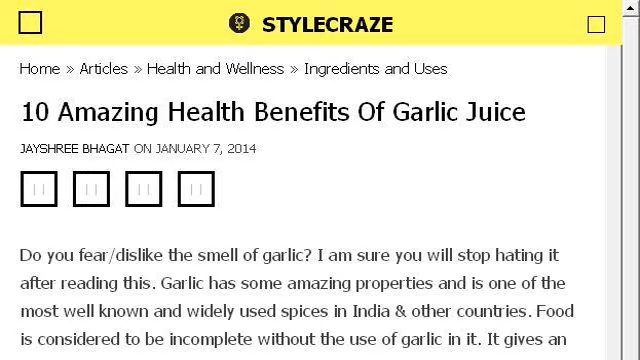 STYLECRAZE
Home » Articles » Health and Wellness » Ingredients and Uses
10 Amazing Health Benefits Of Garlic Juice
JAYSHREE BHAGAT ON JANUARY 7, 2014
Do you fear/dislike the smell of garlic? I am sure you will stop hating it
after reading this. Garlic has some amazing properties and is one of the
most well known and widely used spices in India & other countries. Food
is considered to be incomplete without the use of garlic in it. It gives an